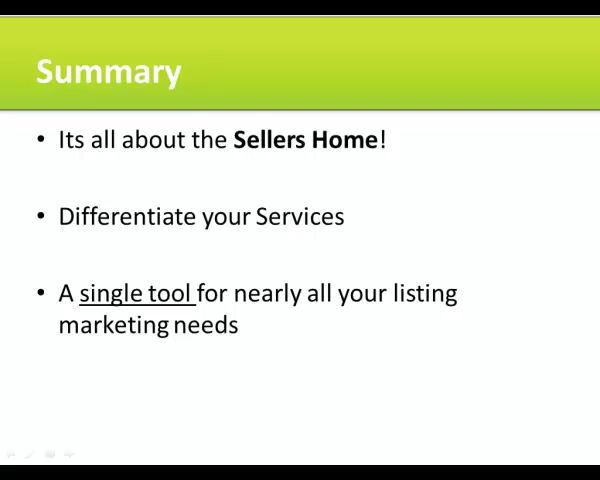 Summary
• Its all about the Sellers Home!
• Differentiate your Services
• A single tool for nearly all your listing
marketing needs